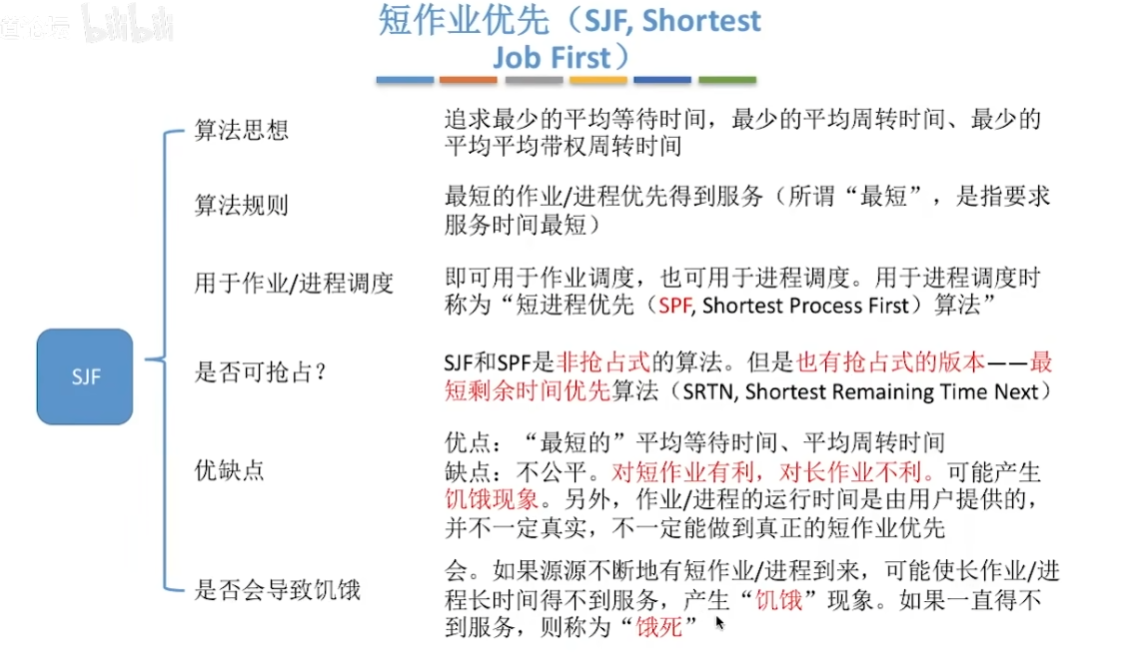 bilibili
短作业优先（SJF, Shortest
Job First）
算法思想
追求最少的平均等待时间，最少的平均周转时间、最少的
平均平均带权周转时间
算法规则
最短的作业/进程优先得到服务（所谓“最短”，是指要求
服务时间最短）
用于作业/进程调度
即可用于作业调度，也可用于进程调度。用于进程调度时
称为“短进程优先（SPF, Shortest Process First）算法”
SJF
是否可抢占？
SJF和SPF是非抢占式的算法。但是也有抢占式的版本——最
短剩余时间优先算法（SRTN, Shortest Remaining Time Next）
优缺点
优点：“最短的”平均等待时间、平均周转时间
缺点：不公平。对短作业有利，对长作业不利。可能产生
饥饿现象。另外，作业/进程的运行时间是由用户提供的，
并不一定真实，不一定能做到真正的短作业优先
是否会导致饥饿
会。如果源源不断地有短作业/进程到来，可能使长作业/进
程长时间得不到服务，产生“饥饿”现象。如果一直得不
到服务，则称为“饿死”